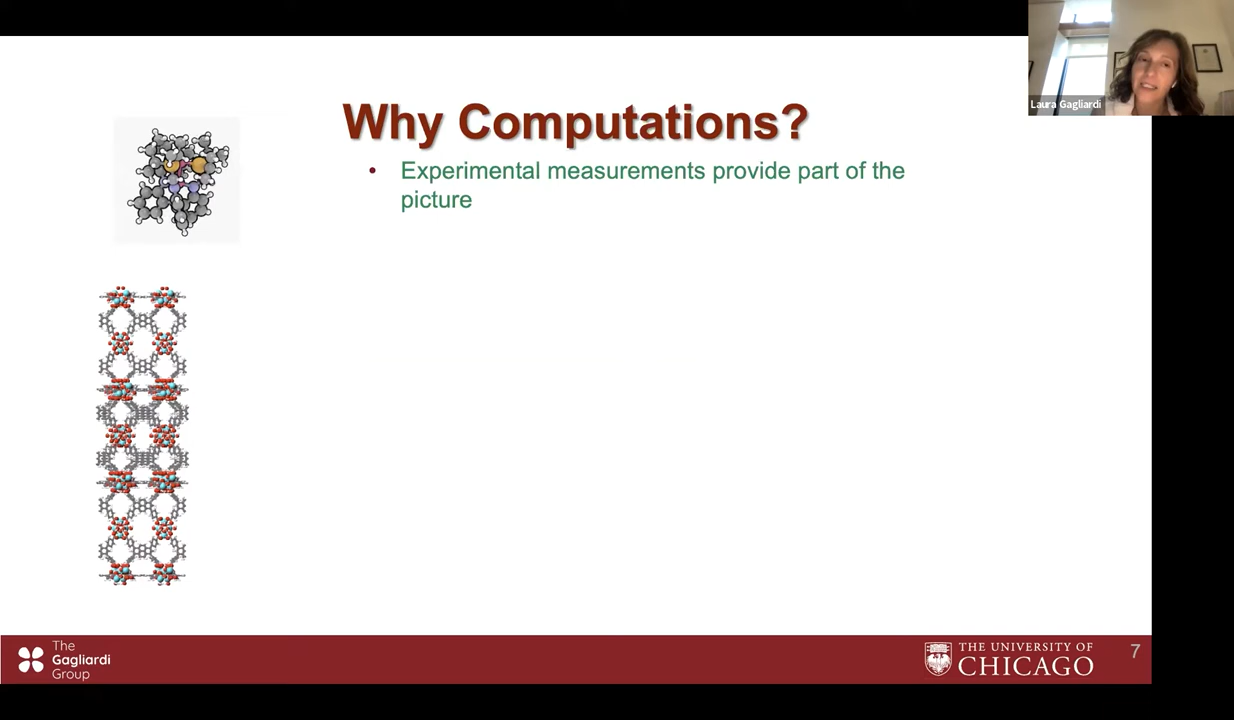 Laura Gagliardi
Why Computations?
• Experimental measurements provide part of the
picture
The
Gagliardi
Group
THE UNIVERSITY OF
CHICAGO
7